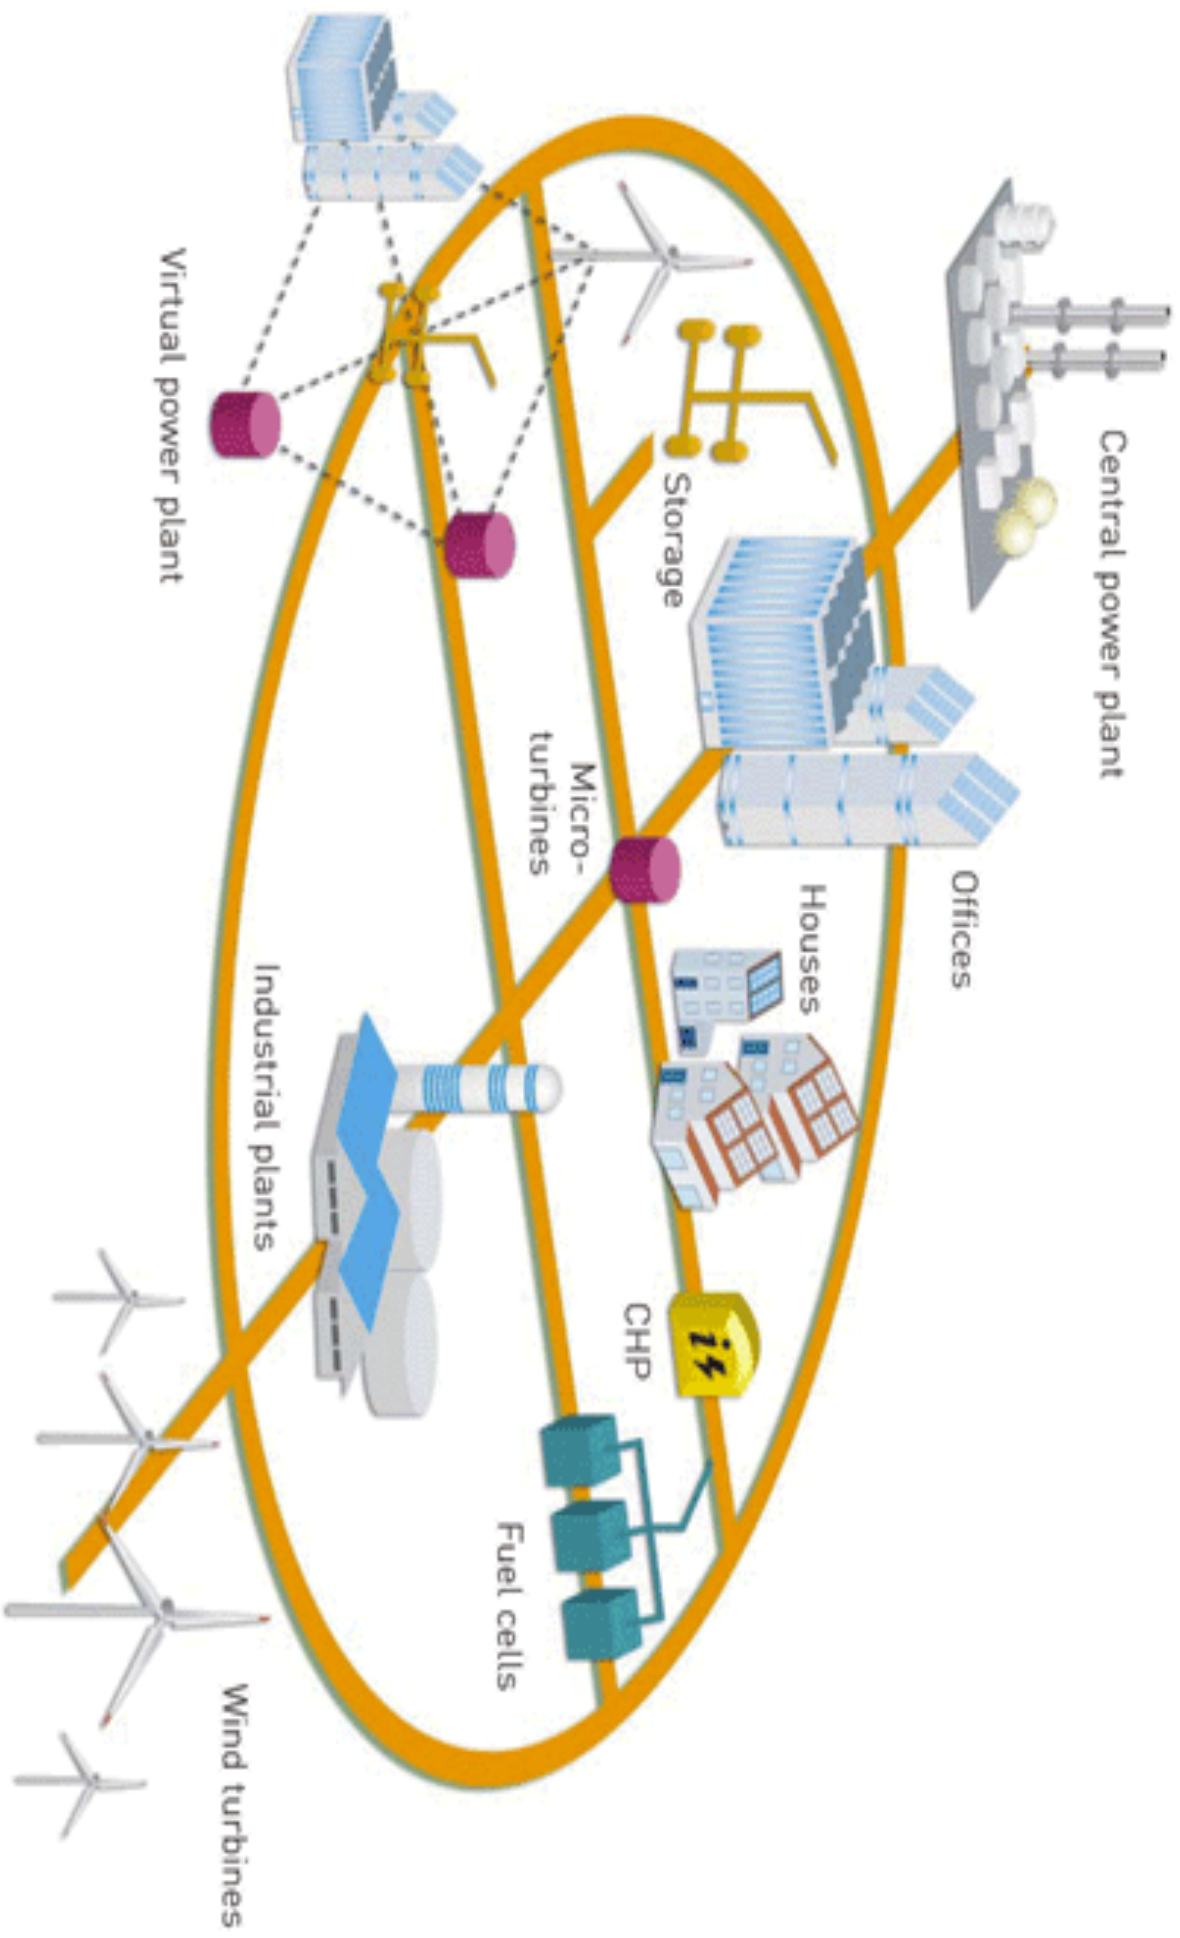 Central power plant
Offices
Houses
Storage
Micro-
turbines
CHP
Fuel cells
Virtual power plant
Industrial plants
Wind turbines